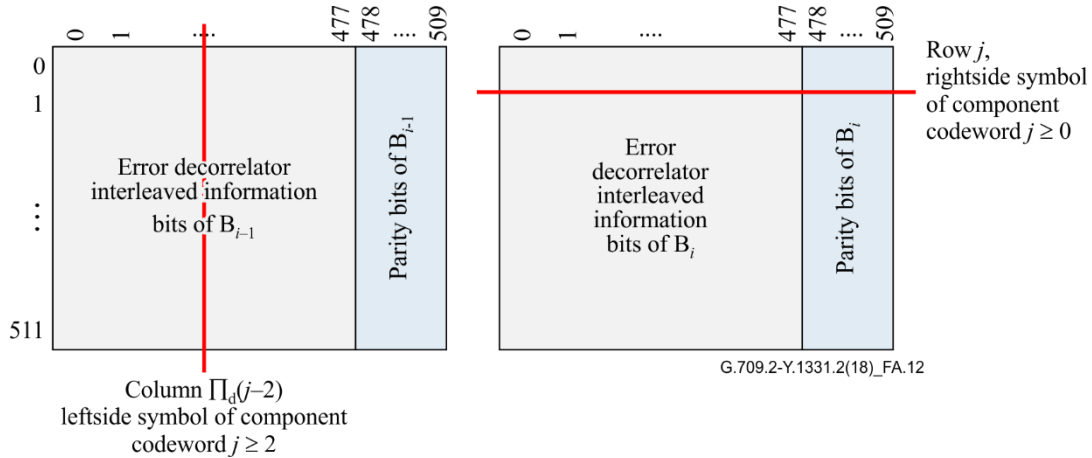 0
1
....
477
478
....
509
0
1
....
477
478
....
509
0
1
⋮
511
Error decorrelator
interleaved information
bits of B_{i–1}
Parity bits of B_{i-1}
Error
decorrelator
interleaved
information
bits of B_i
Parity bits of B_i
Row j,
rightside symbol
of component
codeword j ≥ 0
G.709.2-Y.1331.2(18)_FA.12
Column ∏_d(j–2)
leftside symbol of component
codeword j ≥ 2